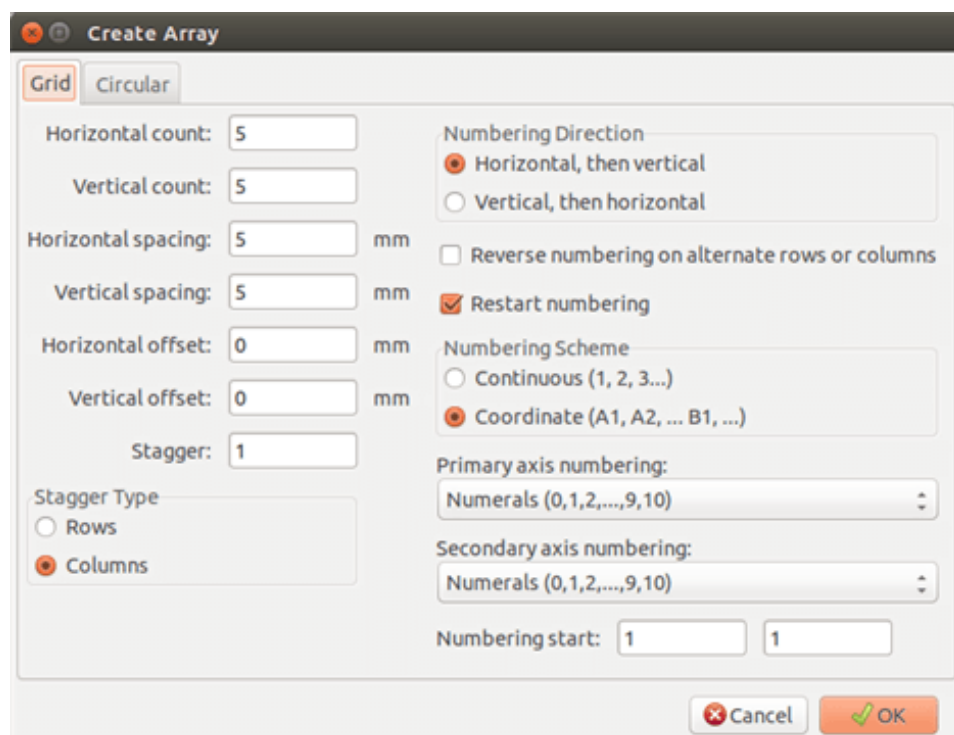 Create Array
Grid
Circular
Horizontal count: 5
Vertical count: 5
Horizontal spacing: 5 mm
Vertical spacing: 5 mm
Horizontal offset: 0 mm
Vertical offset: 0 mm
Stagger: 1
Stagger Type
Rows
Columns
Numbering Direction
Horizontal, then vertical
Vertical, then horizontal
Reverse numbering on alternate rows or columns
Restart numbering
Numbering Scheme
Continuous (1, 2, 3...)
Coordinate (A1, A2, ... B1, ...)
Primary axis numbering:
Numerals (0,1,2,...,9,10)
Secondary axis numbering:
Numerals (0,1,2,...,9,10)
Numbering start: 1 1
Cancel
OK